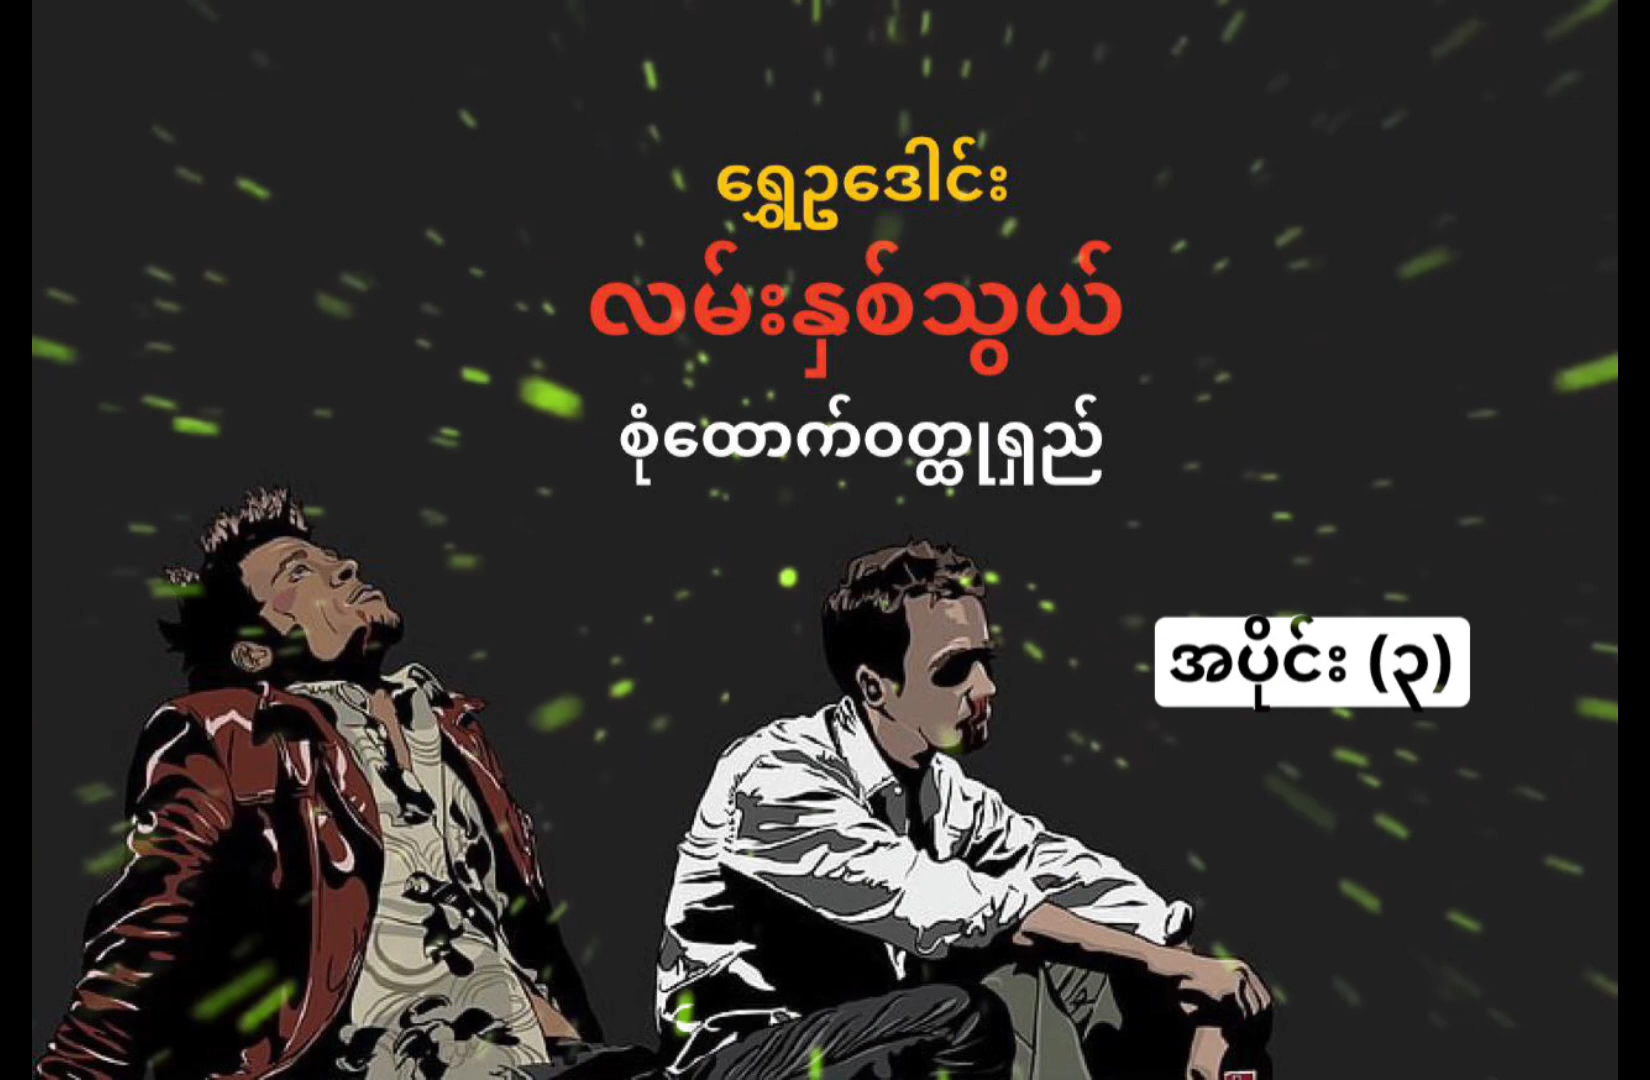 ရွှေဥဒေါင်း
လမ်းနှစ်သွယ်
စုံထောက်ဝတ္ထုရှည်
အပိုင်း (၃)